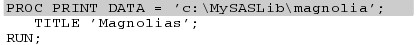 PROC PRINT DATA = 'c:\MySASLib\magnolia';
TITLE 'Magnolias';
RUN;